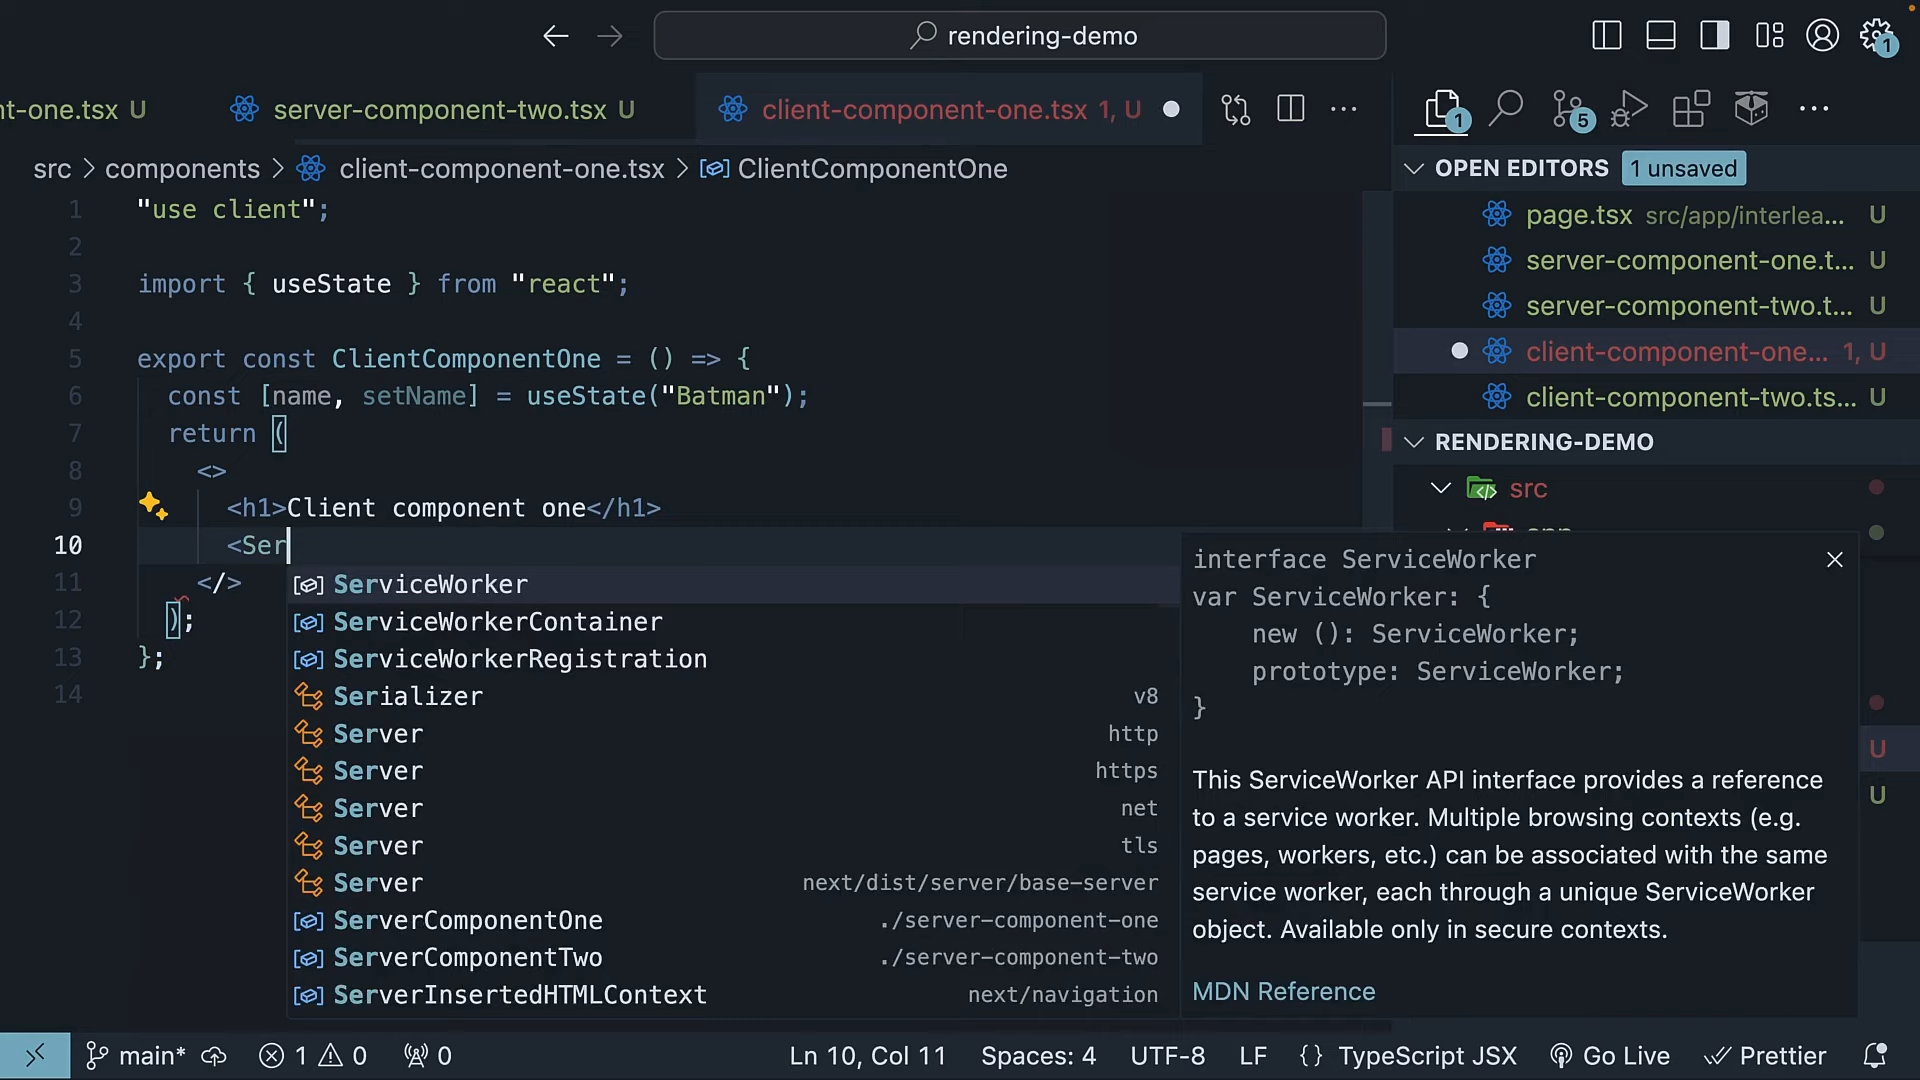 rendering-demo
1
nt-one.tsx U
server-component-two.tsx U
client-component-one.tsx 1, U
1
5
src > components > client-component-one.tsx > ClientComponentOne
OPEN EDITORS 1 unsaved
page.tsx src/app/interlea... U
server-component-one.t... U
server-component-two.t... U
client-component-one... 1, U
client-component-two.ts... U
RENDERING-DEMO
src
1 "use client";
2
3 import { useState } from "react";
4
5 export const ClientComponentOne = () => {
6 const [name, setName] = useState("Batman");
7 return (
8 <>
9 <h1>Client component one</h1>
10 <Ser
11 </>
12 );
13 };
14
ServiceWorker
ServiceWorkerContainer
ServiceWorkerRegistration
Serializer v8
Server http
Server https
Server net
Server tls
Server next/dist/server/base-server
ServerComponentOne ./server-component-one
ServerComponentTwo ./server-component-two
ServerInsertedHTMLContext next/navigation
interface ServiceWorker
var ServiceWorker: {
new (): ServiceWorker;
prototype: ServiceWorker;
}
This ServiceWorker API interface provides a reference
to a service worker. Multiple browsing contexts (e.g.
pages, workers, etc.) can be associated with the same
service worker, each through a unique ServiceWorker
object. Available only in secure contexts.
MDN Reference
U
U
main* 1 0 0 Ln 10, Col 11 Spaces: 4 UTF-8 LF {} TypeScript JSX Go Live Prettier